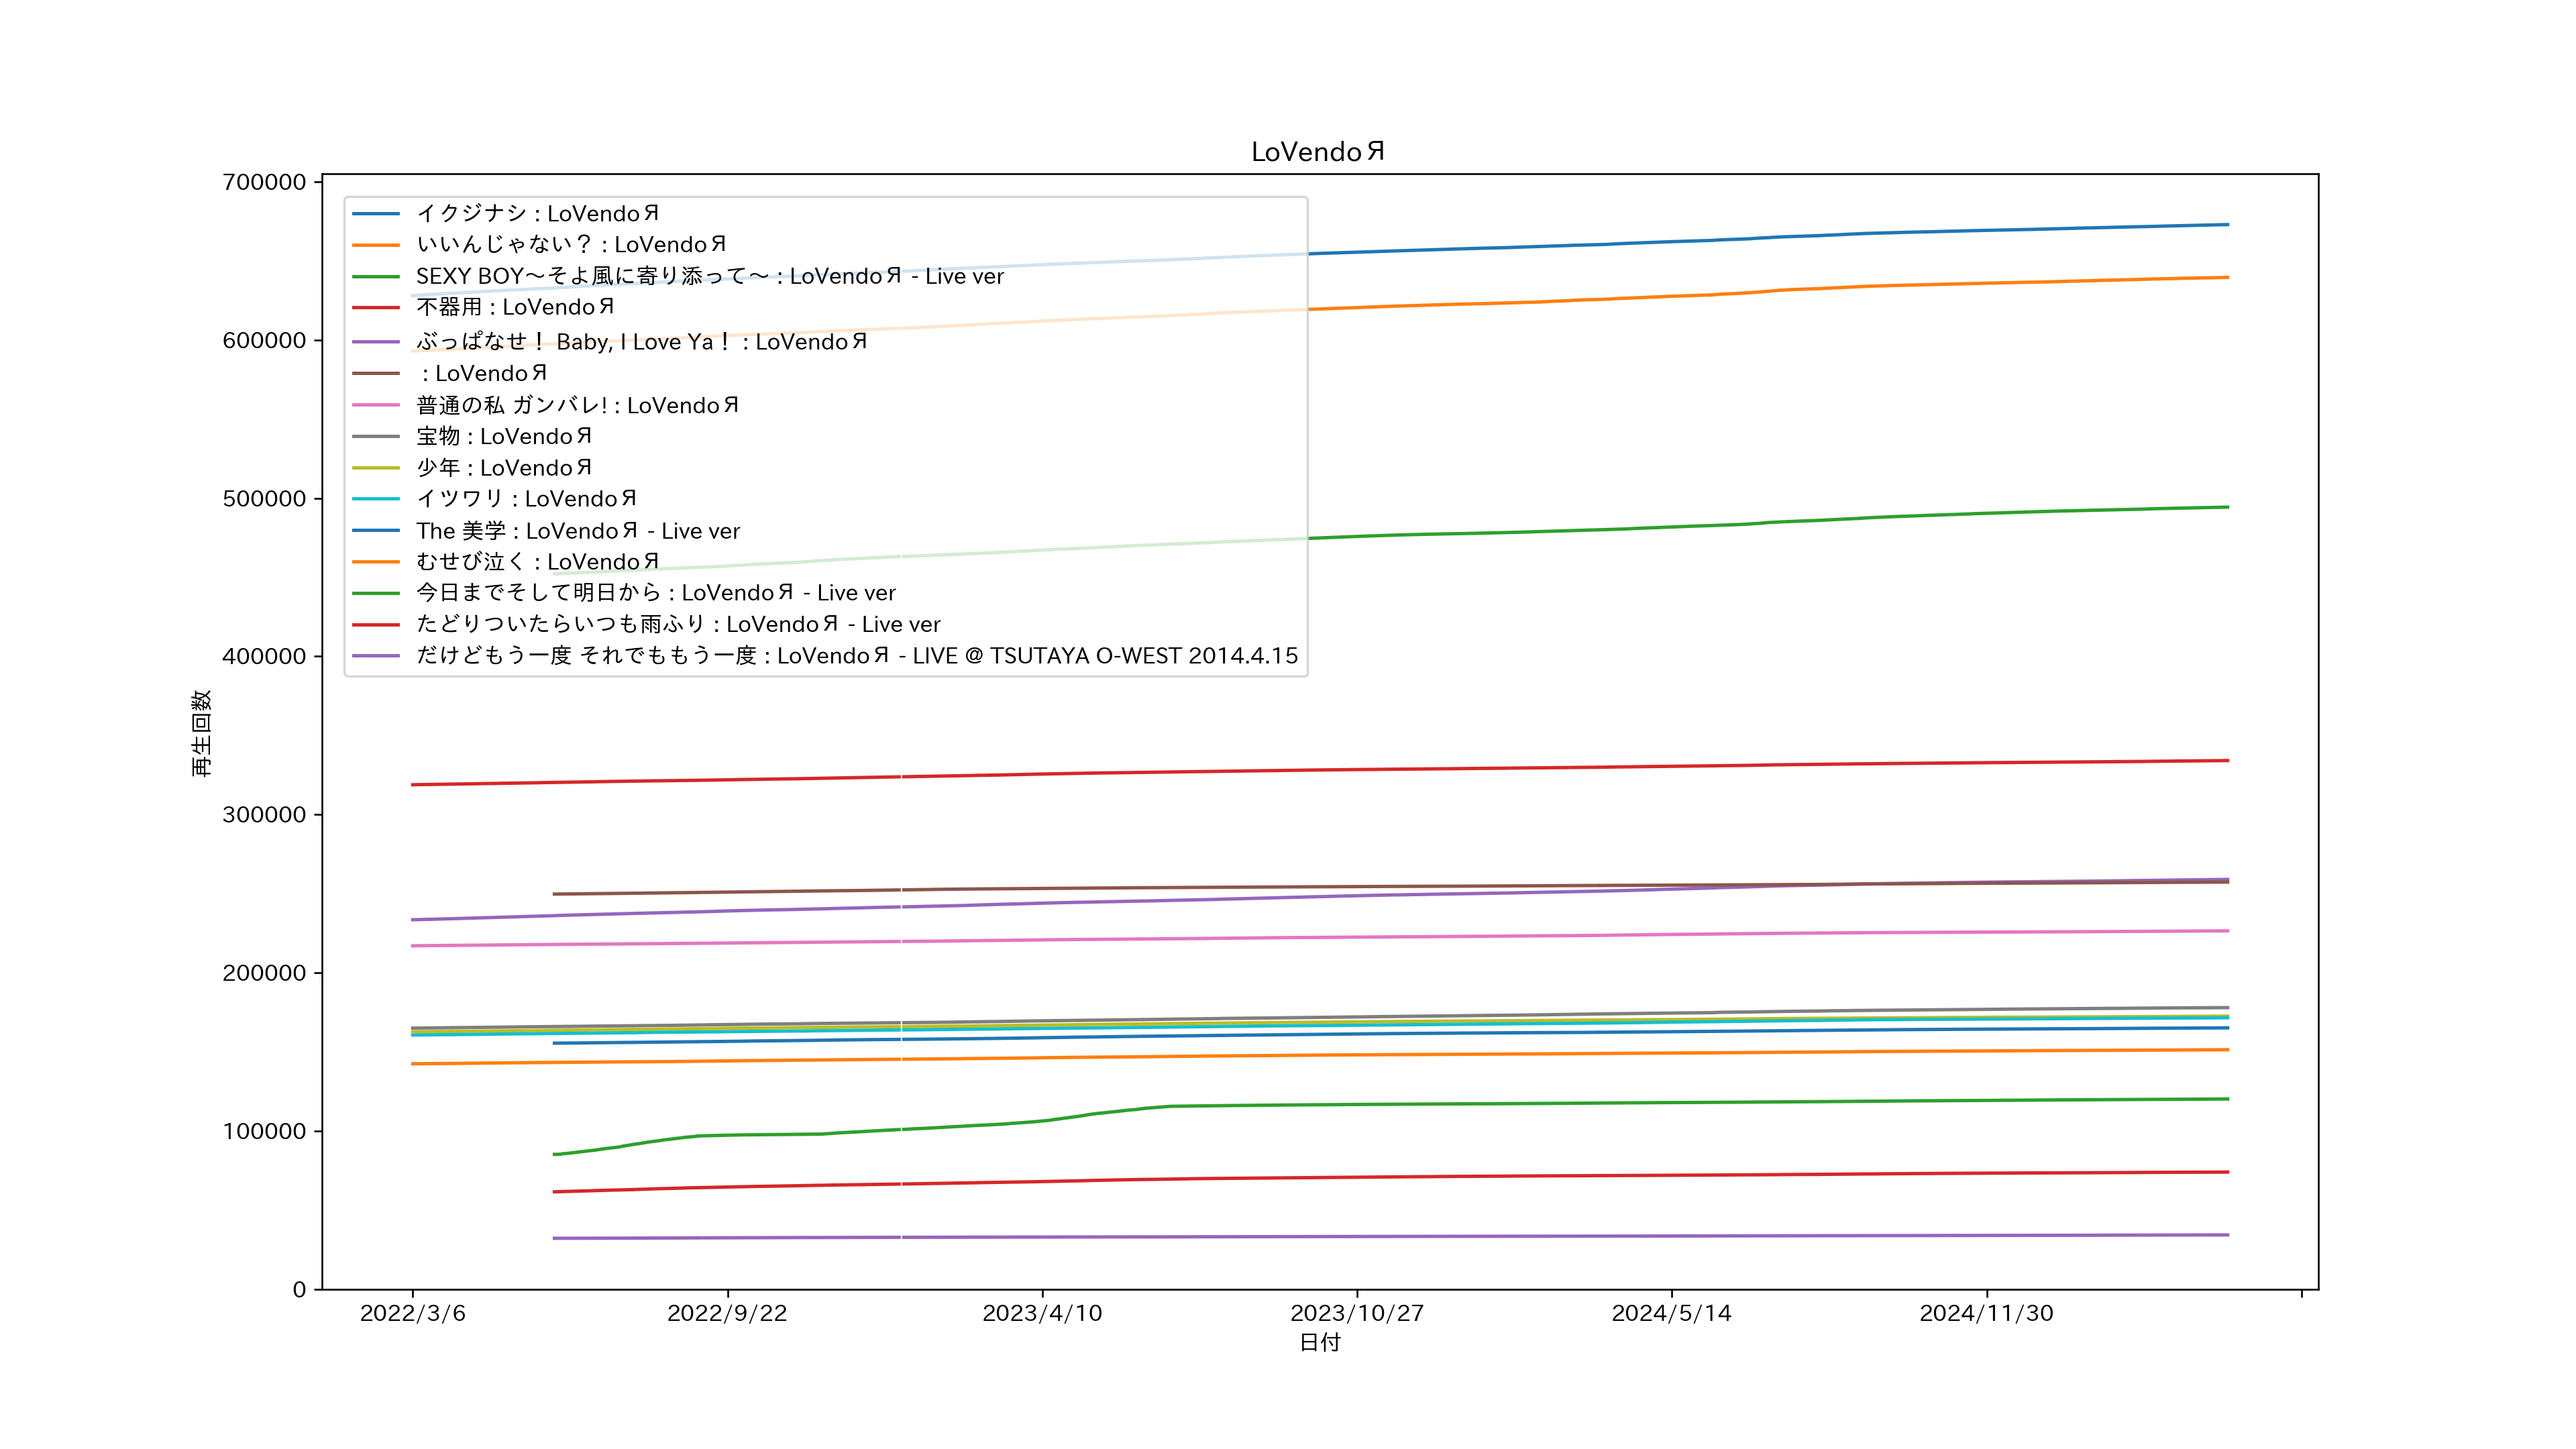 LoVendoЯ
700000
600000
500000
400000
300000
200000
100000
0
再生回数
イクジナシ : LoVendoЯ
いいんじゃない？ : LoVendoЯ
SEXY BOY～そよ風に寄り添って～ : LoVendoЯ - Live ver
不器用 : LoVendoЯ
ぶっぱなせ！ Baby, I Love Ya！ : LoVendoЯ
: LoVendoЯ
普通の私 ガンバレ! : LoVendoЯ
宝物 : LoVendoЯ
少年 : LoVendoЯ
イツワリ : LoVendoЯ
The 美学 : LoVendoЯ - Live ver
むせび泣く : LoVendoЯ
今日までそして明日から : LoVendoЯ - Live ver
たどりついたらいつも雨ふり : LoVendoЯ - Live ver
だけどもう一度 それでももう一度 : LoVendoЯ - LIVE @ TSUTAYA O-WEST 2014.4.15
2022/3/6
2022/9/22
2023/4/10
2023/10/27
2024/5/14
2024/11/30
日付